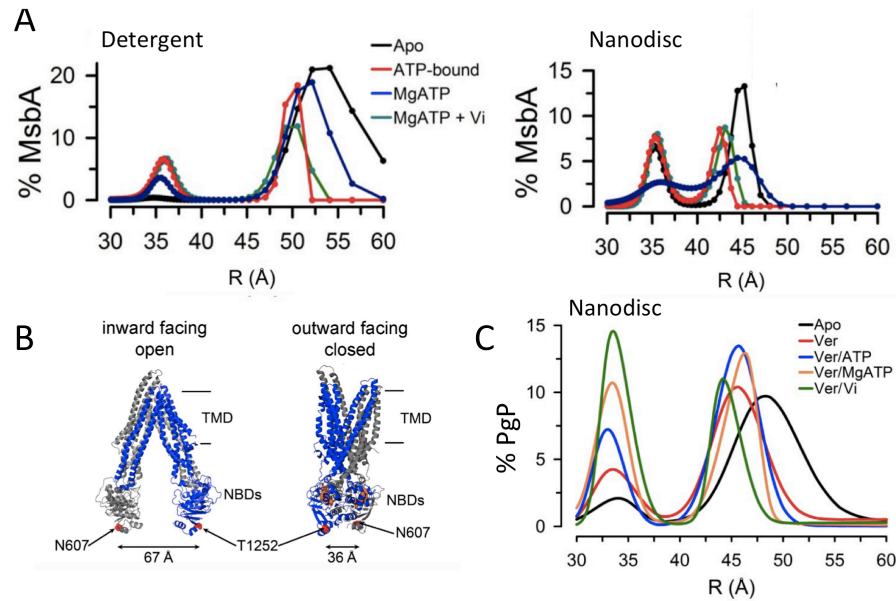 A
Detergent
% MsbA
20
10
0
30 35 40 45 50 55 60
R (Å)
Apo
ATP-bound
MgATP
MgATP + Vi
Nanodisc
% MsbA
15
10
5
0
30 35 40 45 50 55 60
R (Å)
B
inward facing
open
outward facing
closed
TMD
TMD
NBDs
NBDs
N607
T1252
N607
67 Å
36 Å
C
Nanodisc
% PgP
15
10
5
0
30 35 40 45 50 55 60
R (Å)
Apo
Ver
Ver/ATP
Ver/MgATP
Ver/Vi